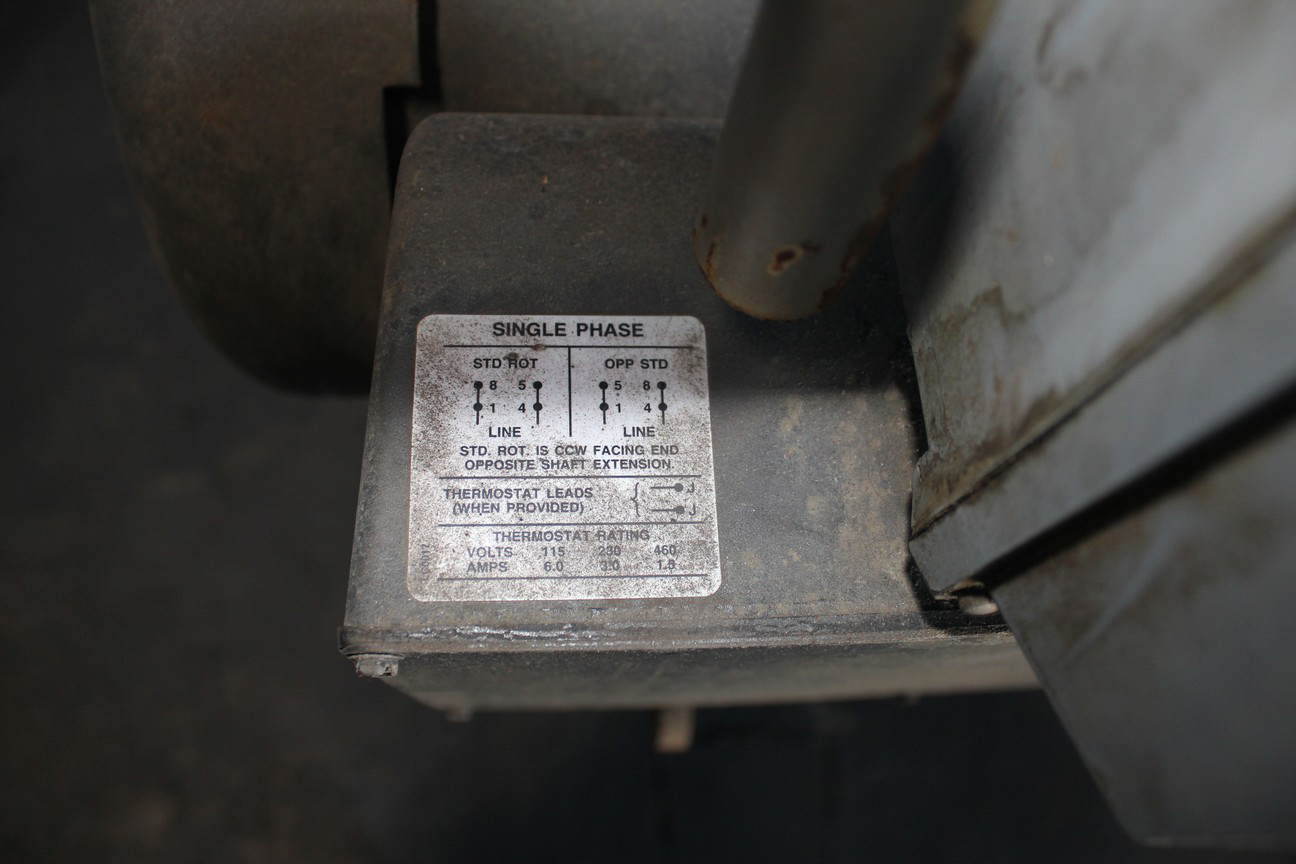 SINGLE PHASE
STD ROT OPP STD
8 5 5 8
1 4 1 4
LINE LINE
STD. ROT. IS CCW FACING END
OPPOSITE SHAFT EXTENSION.
THERMOSTAT LEADS J
(WHEN PROVIDED) J
THERMOSTAT RATING
VOLTS 115 230 460
AMPS 6.0 3.0 1.5